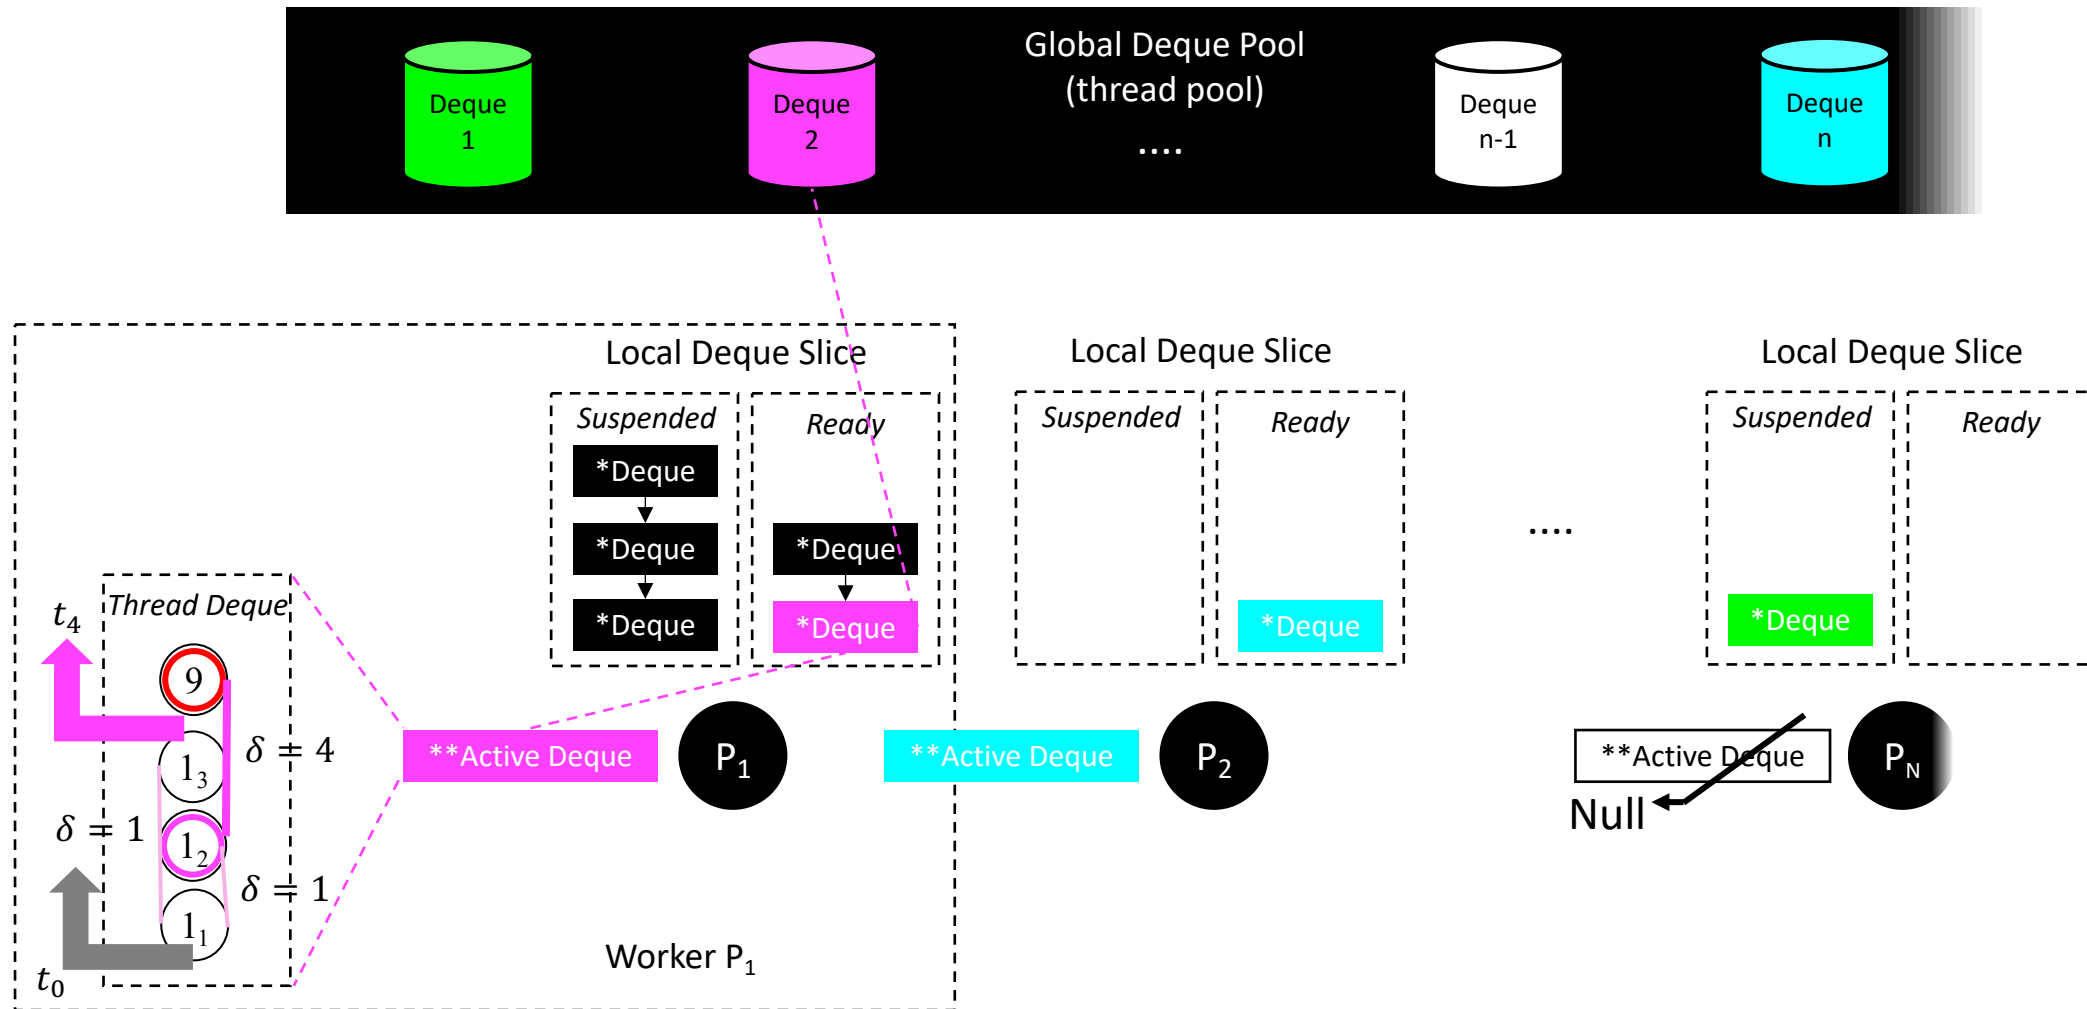 Global Deque Pool
(thread pool)
....
Deque
1
Deque
2
Deque
n-1
Deque
n
Local Deque Slice
Suspended
Ready
*Deque
*Deque
*Deque
*Deque
*Deque
Local Deque Slice
Suspended
Ready
*Deque
....
Local Deque Slice
Suspended
Ready
*Deque
Thread Deque
t4
9
δ = 4
13
δ = 1
12
δ = 1
11
t0
**Active Deque
P1
**Active Deque
P2
**Active Deque
PN
Null
Worker P1